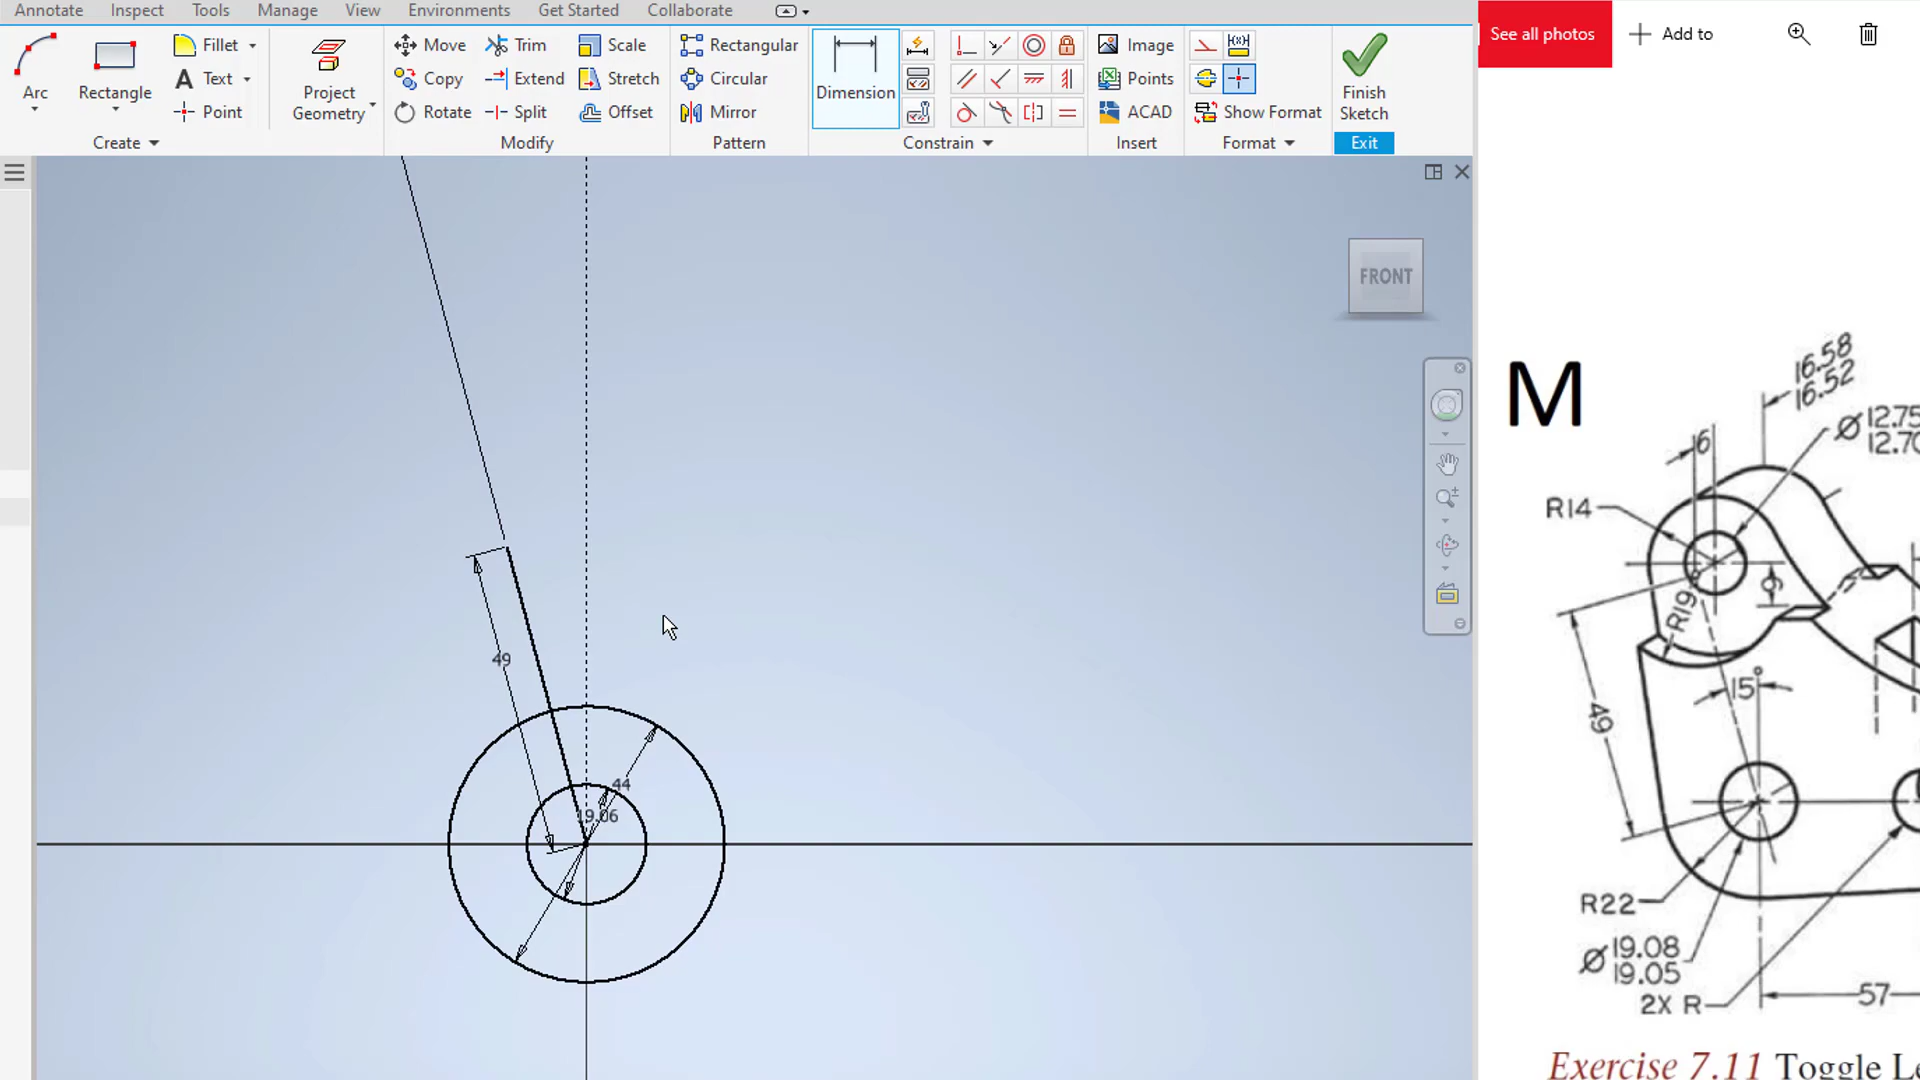 Annotate Inspect Tools Manage View Environments Get Started Collaborate
Arc
Rectangle
Fillet
Text
Point
Project Geometry
Move
Copy
Rotate
Trim
Extend
Split
Scale
Stretch
Offset
Rectangular
Circular
Mirror
Dimension
Image
Points
ACAD
Show Format
Finish Sketch
Create
Modify
Pattern
Constrain
Insert
Format
Exit
See all photos
Add to
FRONT
49
44
19.06
M
16.58
16.52
6
Ø12.75
R14
R19
6
15°
49
R22
Ø19.08
19.05
2X R
57
Exercise 7.11 Toggle